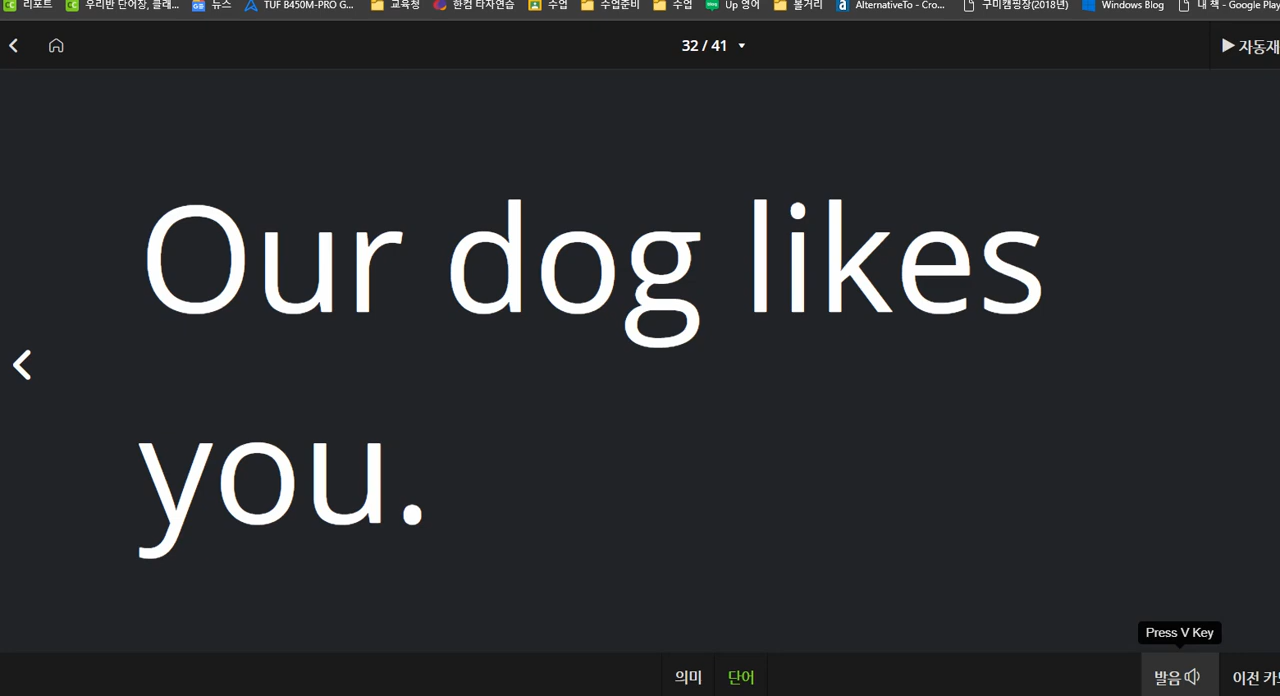 리포트 우리반 단어장, 클래... 뉴스 TUF B450M-PRO G... 교육청 한컴 타자연습 수업 수업준비 수업 Up 영어 볼거리 AlternativeTo - Cro... 구미캠핑장(2018년) Windows Blog 내 책 - Google Play
32 / 41 ▶ 자동재
Our dog likes
you.
Press V Key
의미 단어 발음 이전 카드